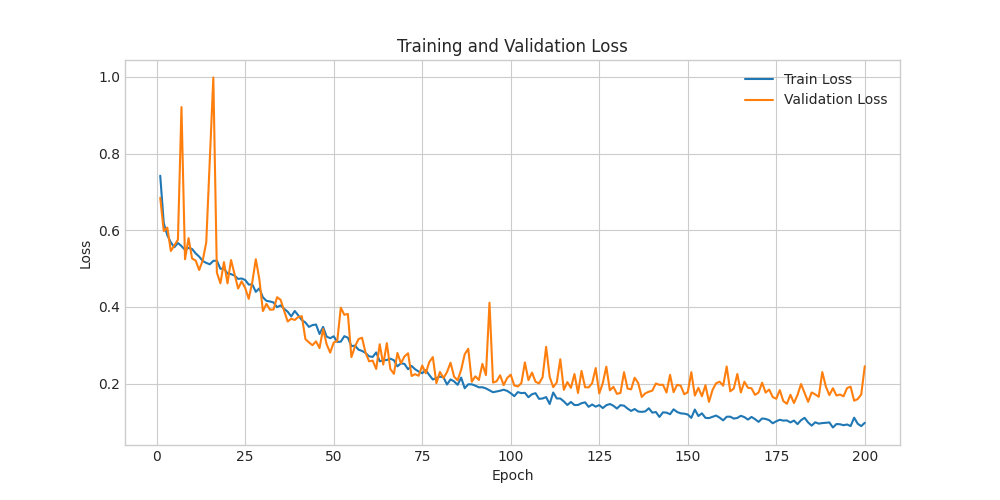 Training and Validation Loss
Train Loss
Validation Loss
1.0
0.8
0.6
0.4
0.2
Loss
0 25 50 75 100 125 150 175 200
Epoch